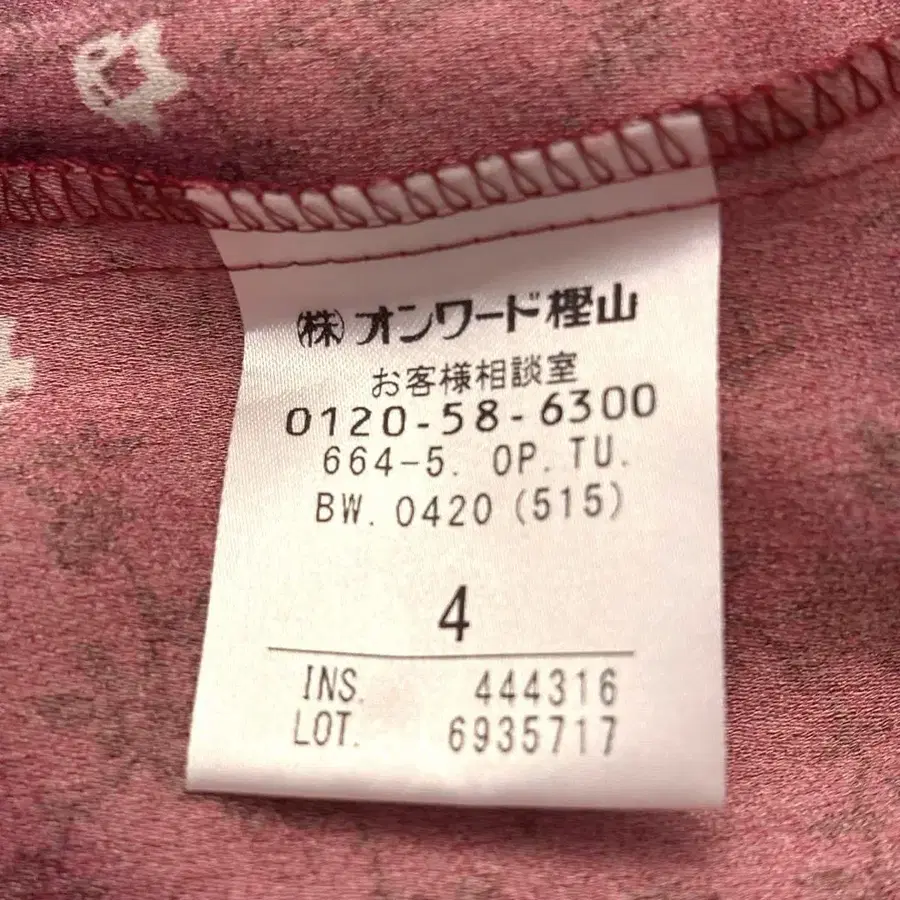 (株)オンワード樫山
お客様相談室
0120-58-6300
664-5. OP.TU.
BW. 0420 (515)
4
INS. 444316
LOT. 6935717